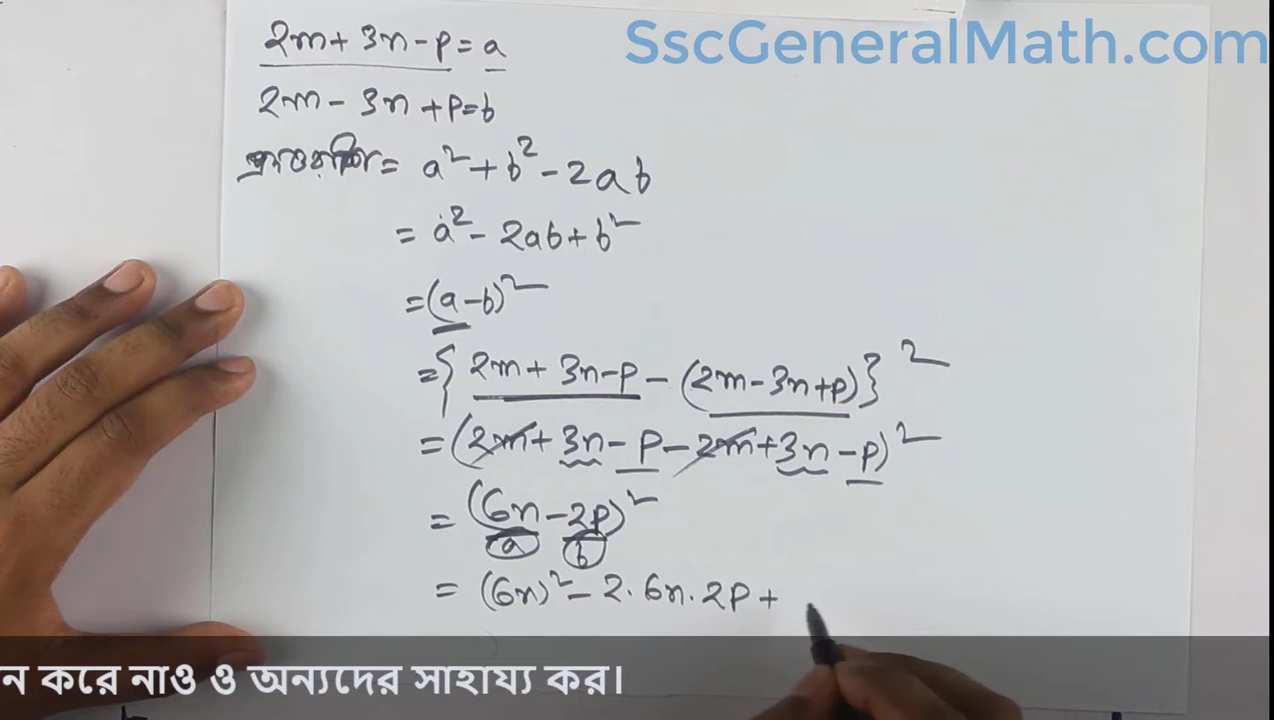 SscGeneralMath.com
2m + 3n - p = a
2m - 3n + p = b
= a² + b² - 2ab
= a² - 2ab + b²
= (a - b)²
= {2m + 3n - p - (2m - 3n + p)}²
= (2m + 3n - p - 2m + 3n - p)²
= (6n - 2p)²
a b
= (6n)² - 2. 6n. 2p +
ন করে নাও ও অন্যদের সাহায্য কর।